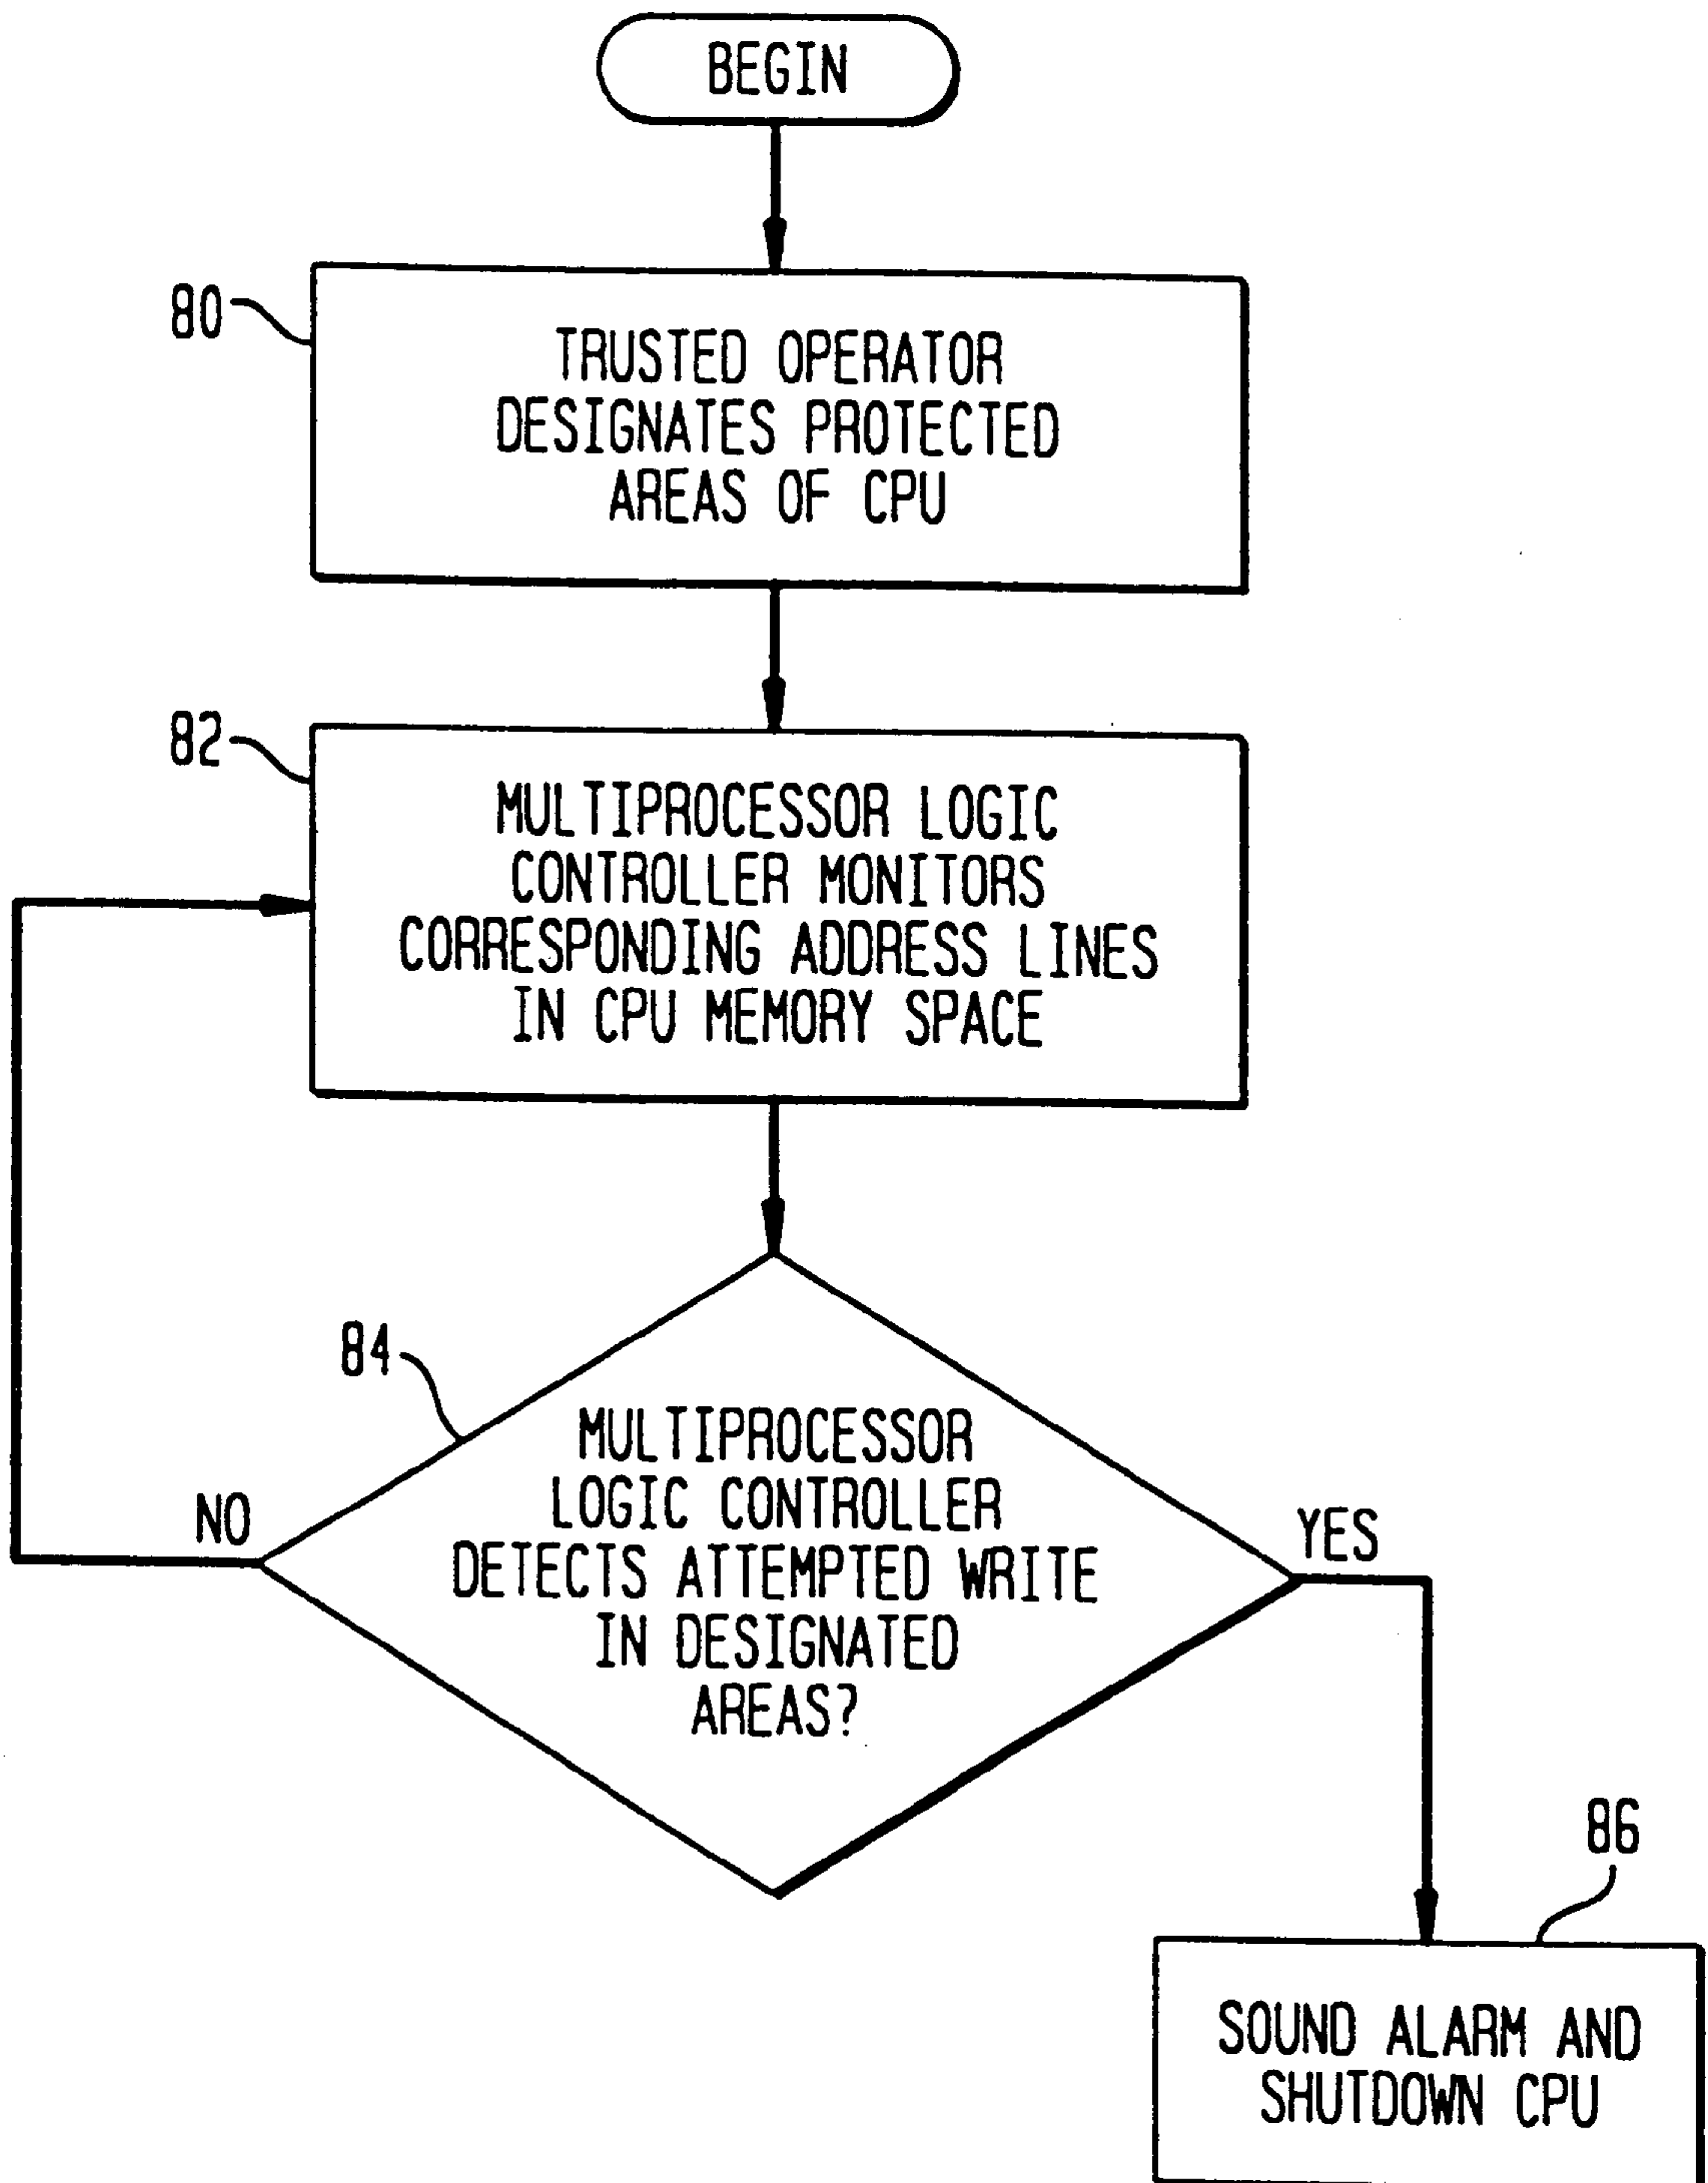 BEGIN
80
TRUSTED OPERATOR
DESIGNATES PROTECTED
AREAS OF CPU
82
MULTIPROCESSOR LOGIC
CONTROLLER MONITORS
CORRESPONDING ADDRESS LINES
IN CPU MEMORY SPACE
84
MULTIPROCESSOR
LOGIC CONTROLLER
DETECTS ATTEMPTED WRITE
IN DESIGNATED
AREAS?
NO
YES
86
SOUND ALARM AND
SHUTDOWN CPU